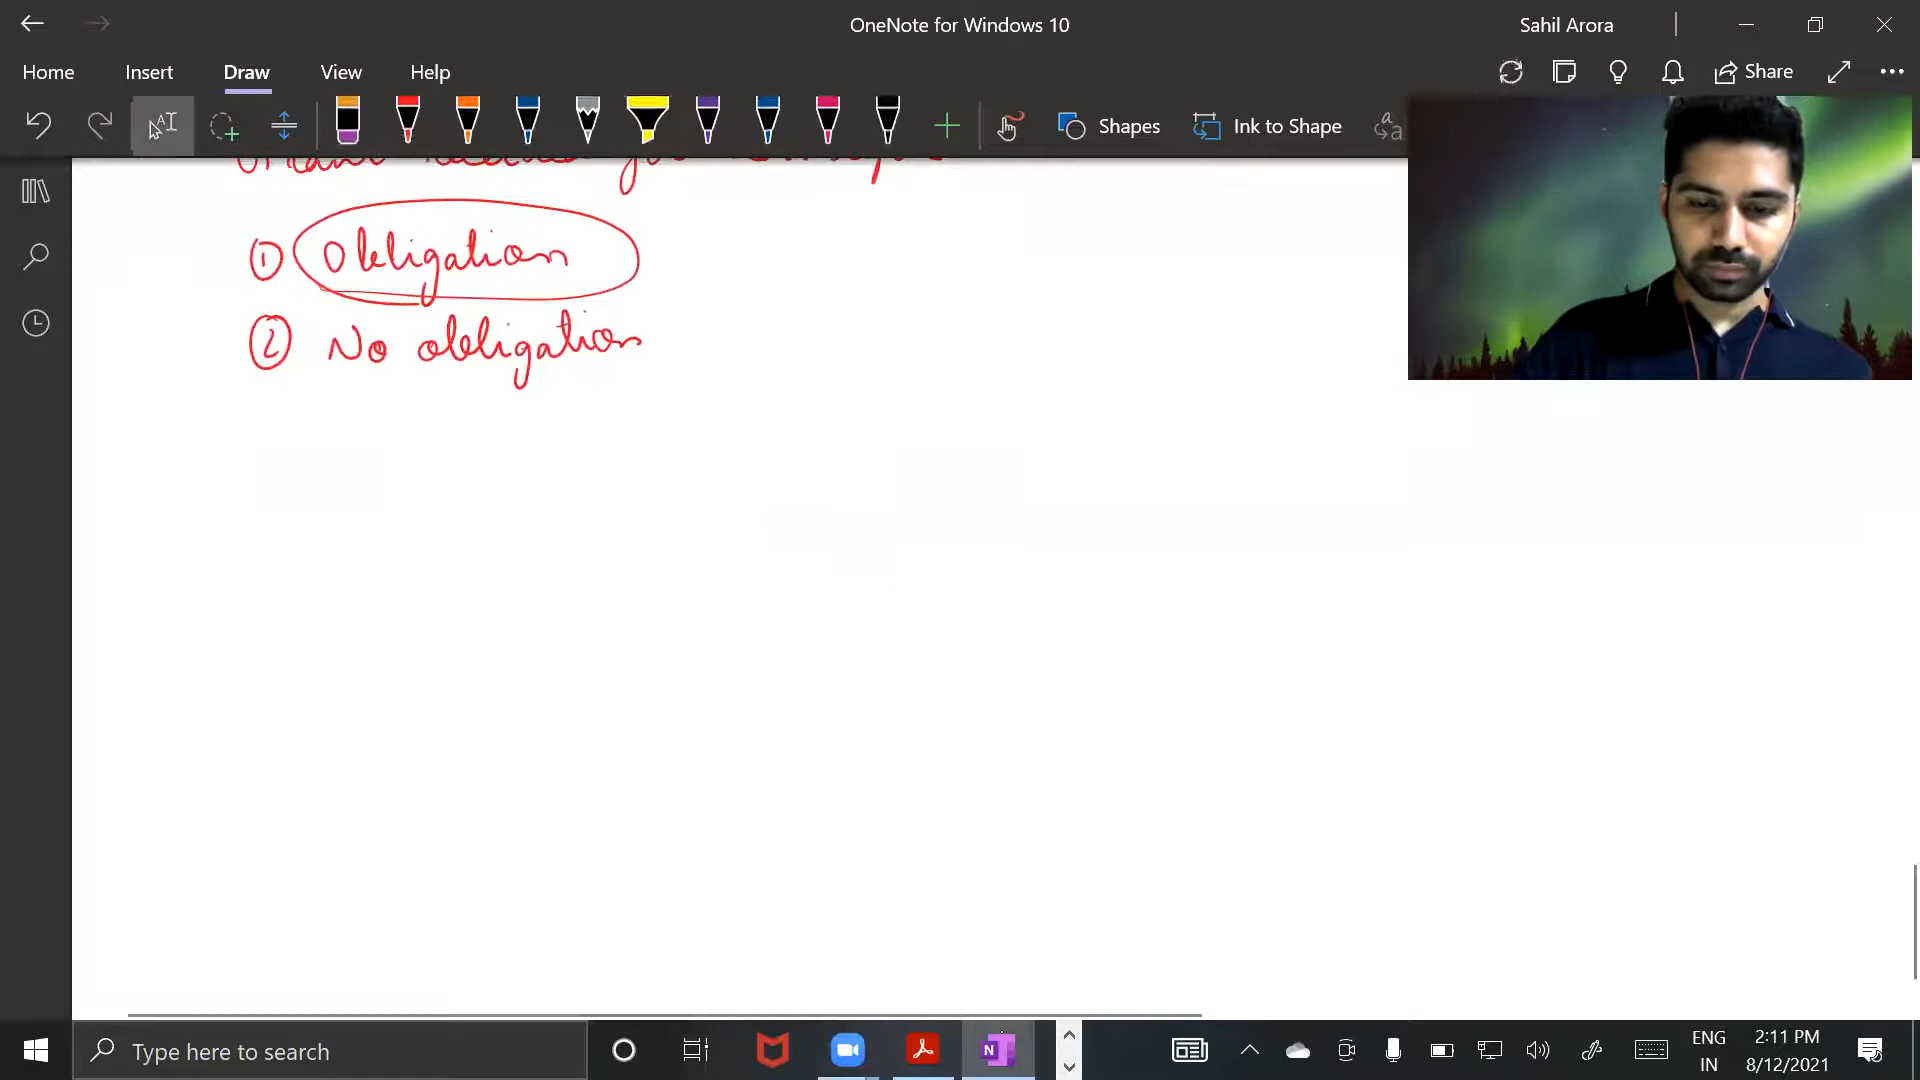 OneNote for Windows 10
Sahil Arora
Home Insert Draw View Help
Share
Shapes Ink to Shape
① Obligation
② No obligation
Type here to search
ENG
IN
2:11 PM
8/12/2021